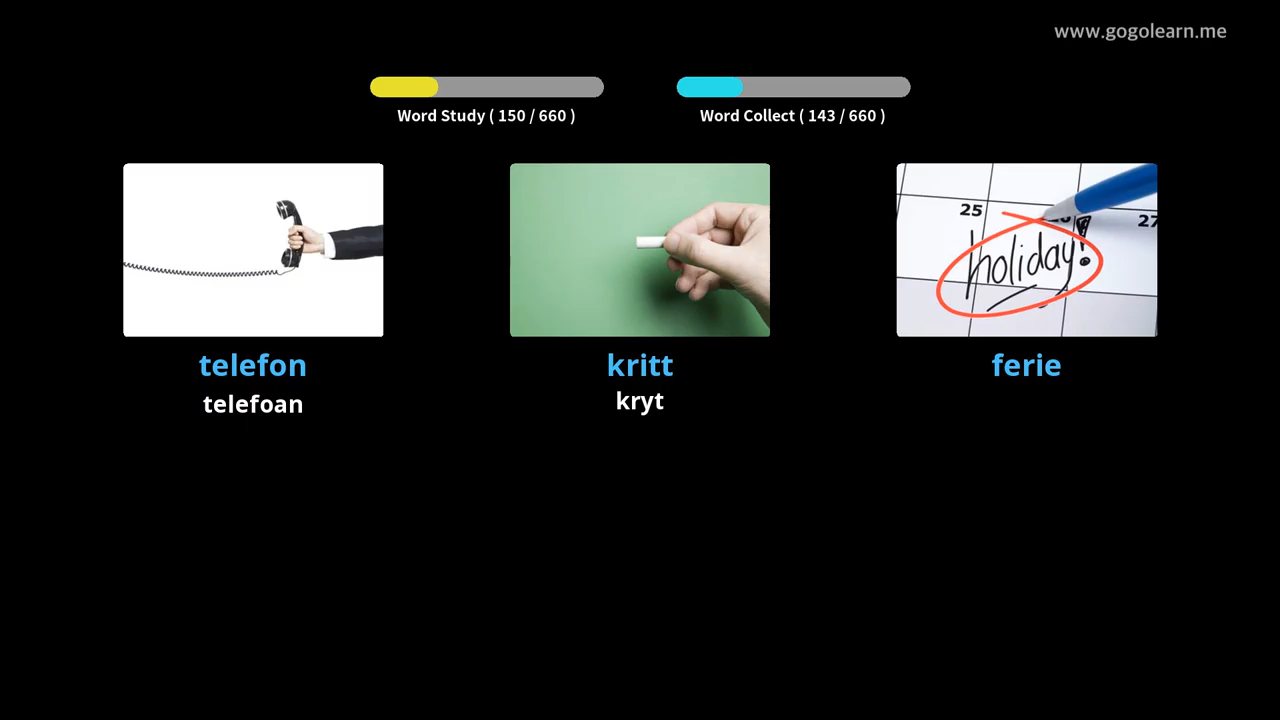 www.gogolearn.me
Word Study ( 150 / 660 )
Word Collect ( 143 / 660 )
25
27
holiday!
telefon
kritt
ferie
telefoan
kryt